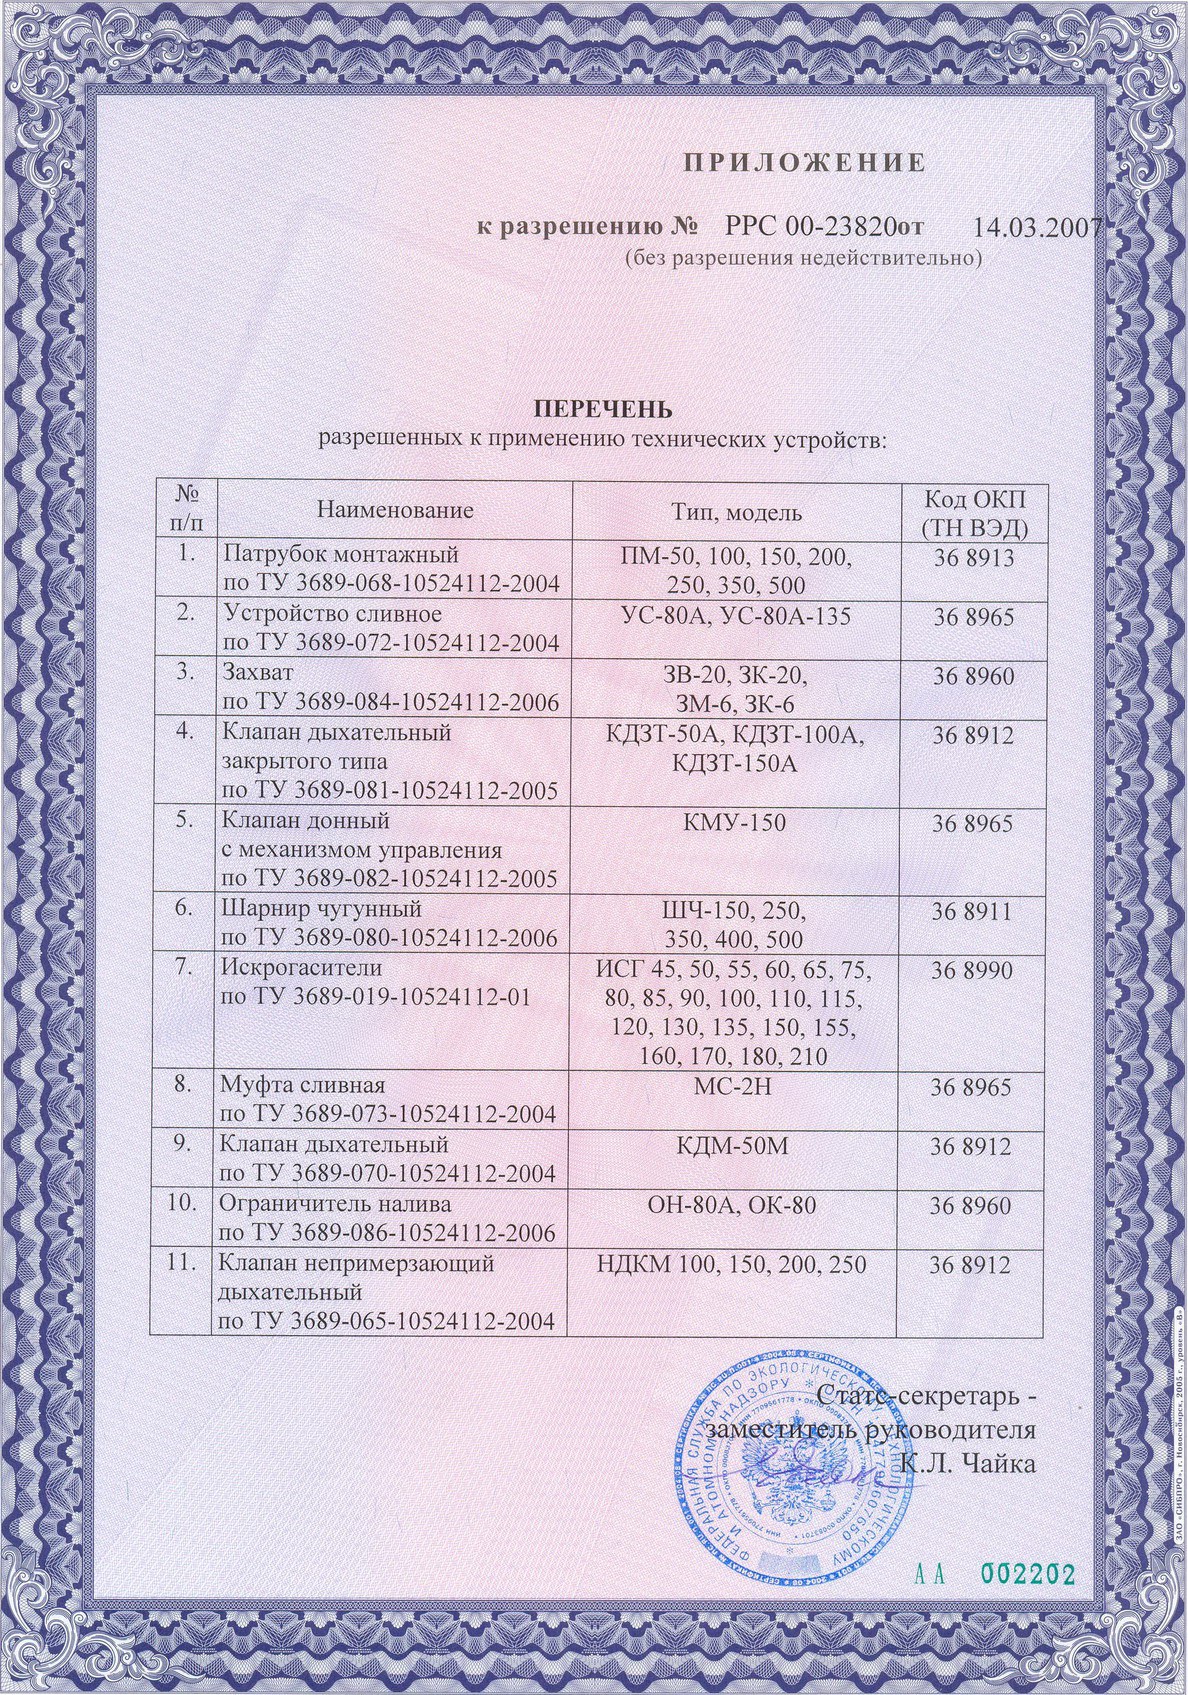 ПРИЛОЖЕНИЕ
к разрешению № РРС 00-23820от 14.03.2007
(без разрешения недействительно)
ПЕРЕЧЕНЬ
разрешенных к применению технических устройств:
№ п/п Наименование Тип, модель Код ОКП (ТН ВЭД)
1. Патрубок монтажный ПМ-50, 100, 150, 200, 36 8913
по ТУ 3689-068-10524112-2004 250, 350, 500
2. Устройство сливное УС-80А, УС-80А-135 36 8965
по ТУ 3689-072-10524112-2004
3. Захват ЗВ-20, ЗК-20, 36 8960
по ТУ 3689-084-10524112-2006 ЗМ-6, ЗК-6
4. Клапан дыхательный КДЗТ-50А, КДЗТ-100А, 36 8912
закрытого типа КДЗТ-150А
по ТУ 3689-081-10524112-2005
5. Клапан донный КМУ-150 36 8965
с механизмом управления
по ТУ 3689-082-10524112-2005
6. Шарнир чугунный ШЧ-150, 250, 36 8911
по ТУ 3689-080-10524112-2006 350, 400, 500
7. Искрогасители ИСГ 45, 50, 55, 60, 65, 75, 36 8990
по ТУ 3689-019-10524112-01 80, 85, 90, 100, 110, 115,
120, 130, 135, 150, 155,
160, 170, 180, 210
8. Муфта сливная МС-2Н 36 8965
по ТУ 3689-073-10524112-2004
9. Клапан дыхательный КДМ-50М 36 8912
по ТУ 3689-070-10524112-2004
10. Ограничитель налива ОН-80А, ОК-80 36 8960
по ТУ 3689-086-10524112-2006
11. Клапан непримерзающий НДКМ 100, 150, 200, 250 36 8912
дыхательный
по ТУ 3689-065-10524112-2004
Статс-секретарь -
заместитель руководителя
К.Л. Чайка
ФЕДЕРАЛЬНАЯ СЛУЖБА ПО ЭКОЛОГИЧЕСКОМУ, ТЕХНОЛОГИЧЕСКОМУ
И АТОМНОМУ НАДЗОРУ
АА 002202
ЗАО «СИБПРО», г. Новосибирск, 2005 г., уровень «В»